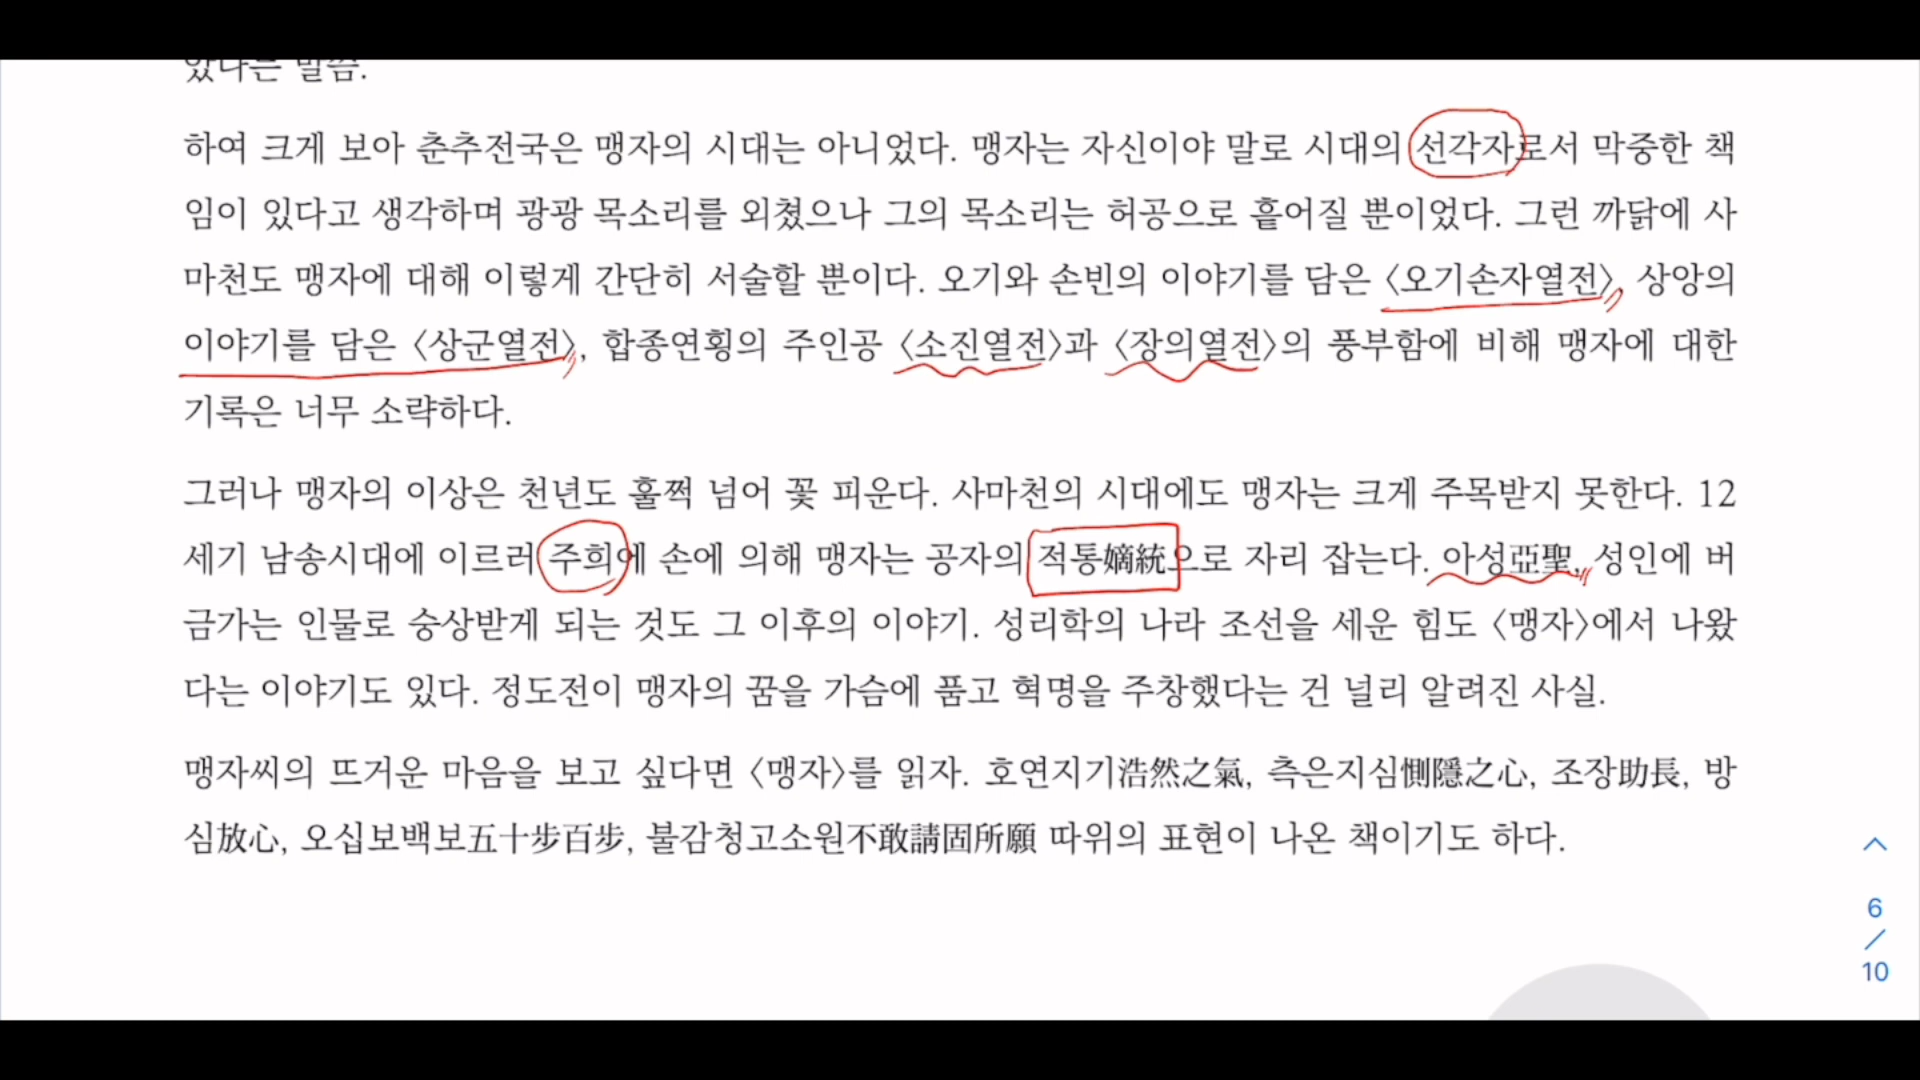 았다는 말씀.
하여 크게 보아 춘추전국은 맹자의 시대는 아니었다. 맹자는 자신이야 말로 시대의 선각자로서 막중한 책
임이 있다고 생각하며 광광 목소리를 외쳤으나 그의 목소리는 허공으로 흩어질 뿐이었다. 그런 까닭에 사
마천도 맹자에 대해 이렇게 간단히 서술할 뿐이다. 오기와 손빈의 이야기를 담은 〈오기손자열전〉, 상앙의
이야기를 담은 〈상군열전〉, 합종연횡의 주인공 〈소진열전〉과 〈장의열전〉의 풍부함에 비해 맹자에 대한
기록은 너무 소략하다.
그러나 맹자의 이상은 천년도 훌쩍 넘어 꽃 피운다. 사마천의 시대에도 맹자는 크게 주목받지 못한다. 12
세기 남송시대에 이르러 주희에 손에 의해 맹자는 공자의 적통嫡統으로 자리 잡는다. 아성亞聖, 성인에 버
금가는 인물로 숭상받게 되는 것도 그 이후의 이야기. 성리학의 나라 조선을 세운 힘도 〈맹자〉에서 나왔
다는 이야기도 있다. 정도전이 맹자의 꿈을 가슴에 품고 혁명을 주창했다는 건 널리 알려진 사실.
맹자씨의 뜨거운 마음을 보고 싶다면 〈맹자〉를 읽자. 호연지기浩然之氣, 측은지심惻隱之心, 조장助長, 방
심放心, 오십보백보五十步百步, 불감청고소원不敢請固所願 따위의 표현이 나온 책이기도 하다.
6
/
10